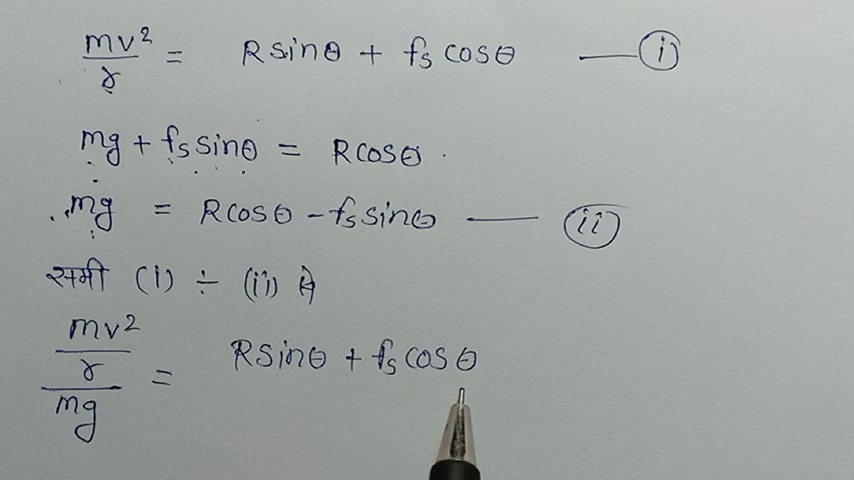 mv² / r = R sinθ + fₛ cosθ —— (i)
mg + fₛ sinθ = R cosθ
mg = R cosθ - fₛ sinθ —— (ii)
समी (i) ÷ (ii) से
mv² / r / mg = R sinθ + fₛ cosθ